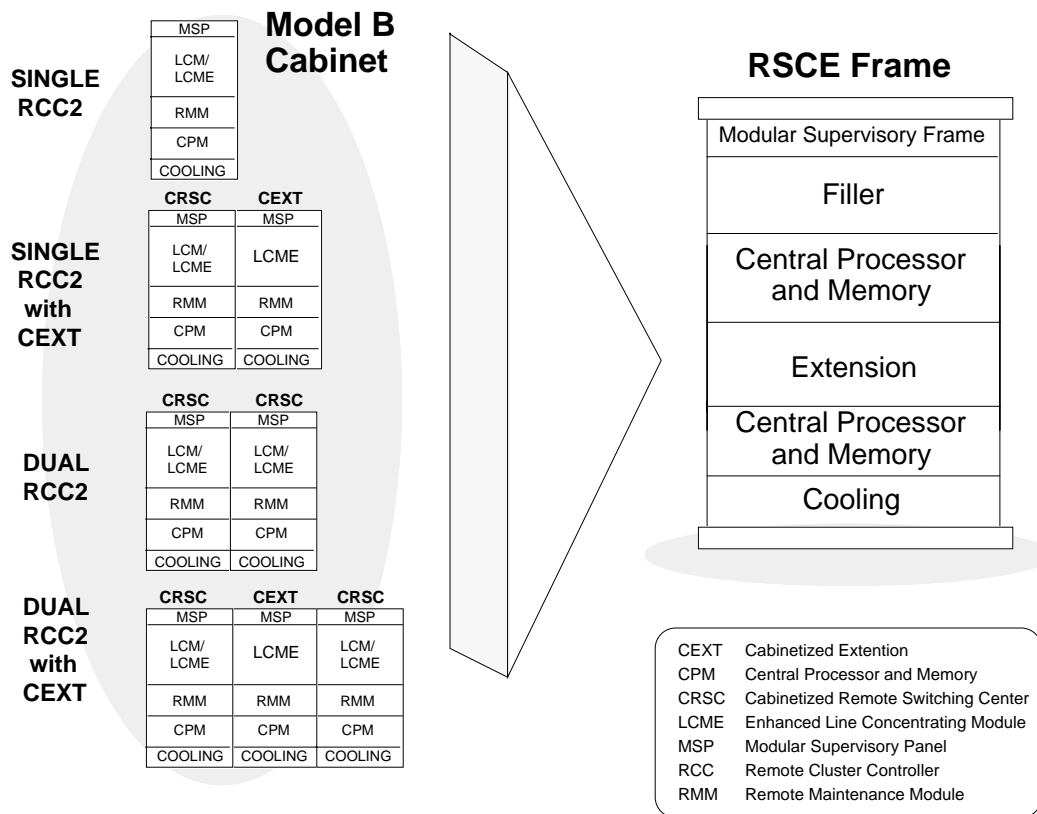 Model B
Cabinet
SINGLE
RCC2
MSP
LCM/
LCME
RMM
CPM
COOLING
SINGLE
RCC2
with
CEXT
CRSC CEXT
MSP MSP
LCM/
LCME LCME
RMM RMM
CPM CPM
COOLING COOLING
DUAL
RCC2
CRSC CRSC
MSP MSP
LCM/ LCM/
LCME LCME
RMM RMM
CPM CPM
COOLING COOLING
DUAL
RCC2
with
CEXT
CRSC CEXT CRSC
MSP MSP MSP
LCM/ LCM/
LCME LCME LCME
RMM RMM RMM
CPM CPM CPM
COOLING COOLING COOLING
RSCE Frame
Modular Supervisory Frame
Filler
Central Processor
and Memory
Extension
Central Processor
and Memory
Cooling
CEXT Cabinetized Extention
CPM Central Processor and Memory
CRSC Cabinetized Remote Switching Center
LCME Enhanced Line Concentrating Module
MSP Modular Supervisory Panel
RCC Remote Cluster Controller
RMM Remote Maintenance Module